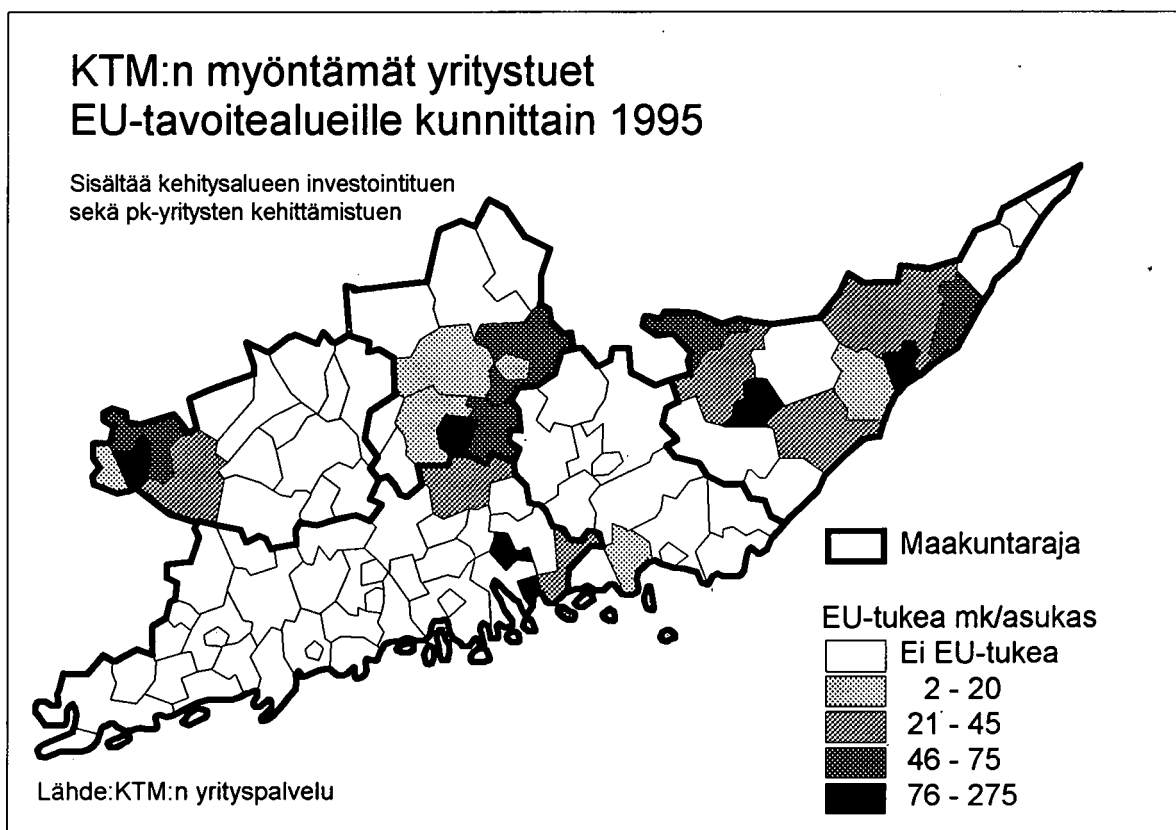 KTM:n myöntämät yritystuet
EU-tavoitealueille kunnittain 1995
Sisältää kehitysalueen investointituen
sekä pk-yritysten kehittämistuen
Maakuntaraja
EU-tukea mk/asukas
Ei EU-tukea
2 - 20
21 - 45
46 - 75
76 - 275
Lähde:KTM:n yrityspalvelu